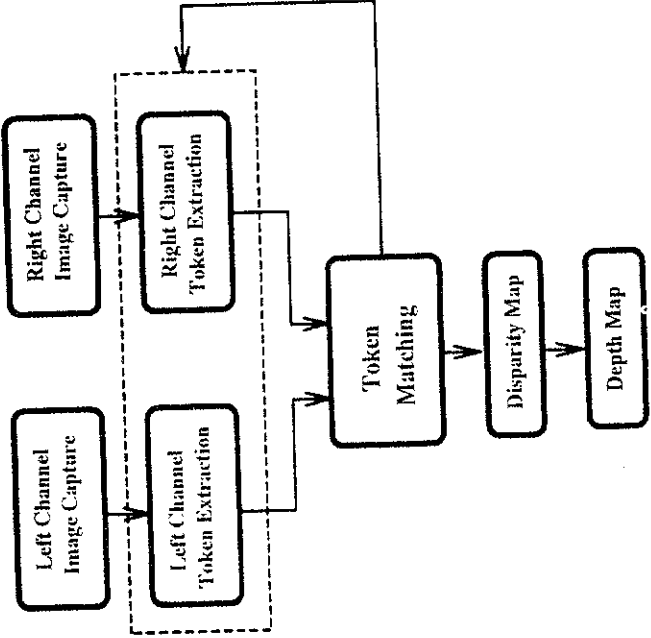 Left Channel
Image Capture
Right Channel
Image Capture
Left Channel
Token Extraction
Right Channel
Token Extraction
Token
Matching
Disparity Map
Depth Map